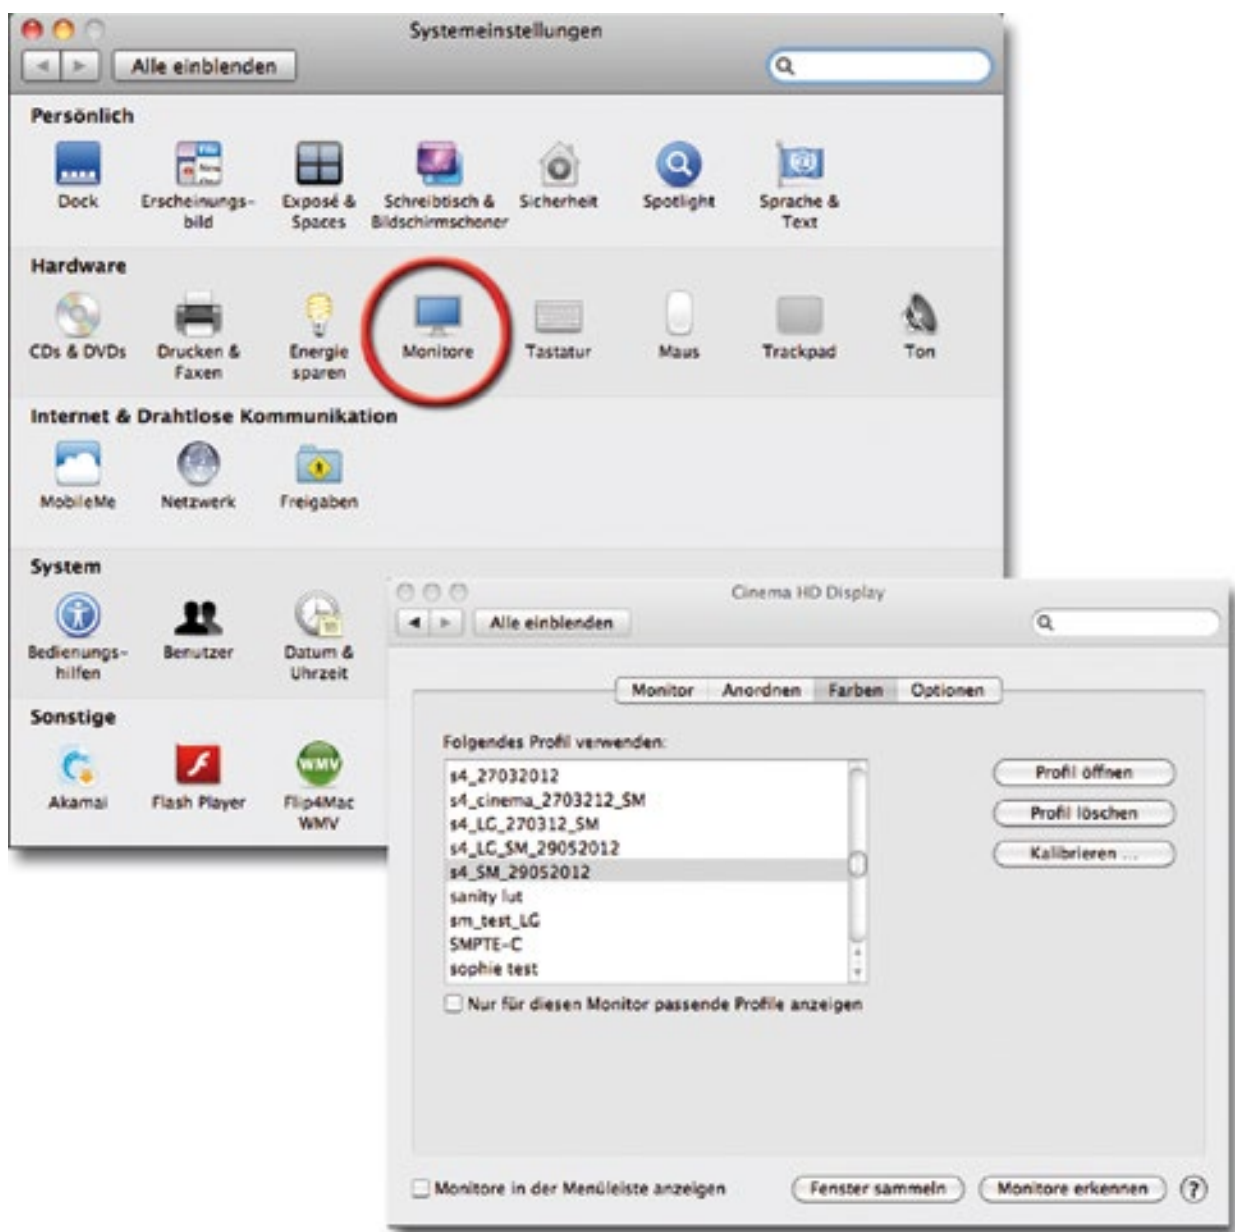 Systemeinstellungen
Alle einblenden
Persönlich
Dock
Erscheinungs-
bild
Exposé &
Spaces
Schreibtisch &
Bildschirmschoner
Sicherheit
Spotlight
Sprache &
Text
Hardware
CDs & DVDs
Drucken &
Faxen
Energie
sparen
Monitore
Tastatur
Maus
Trackpad
Ton
Internet & Drahtlose Kommunikation
MobileMe
Netzwerk
Freigaben
System
Bedienungs-
hilfen
Benutzer
Datum &
Uhrzeit
Sonstige
Akamai
Flash Player
WMV
Flip4Mac
WMV
Cinema HD Display
Alle einblenden
Monitor Anordnen Farben Optionen
Folgendes Profil verwenden:
s4_27032012
s4_cinema_2703212_SM
s4_LG_270312_SM
s4_LG_SM_29052012
s4_SM_29052012
sanity lut
sm_test_LG
SMPTE-C
sophie test
Profil öffnen
Profil löschen
Kalibrieren ...
Nur für diesen Monitor passende Profile anzeigen
Monitore in der Menüleiste anzeigen
Fenster sammeln
Monitore erkennen
?